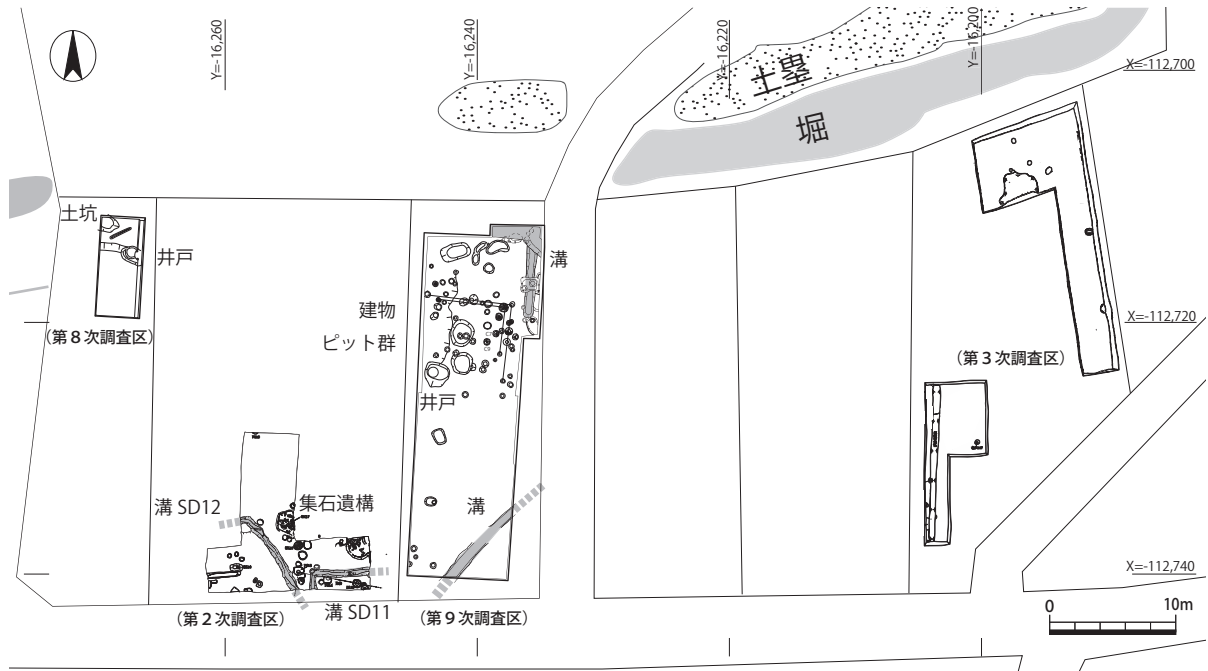 Y=-16,260
Y=-16,240
Y=-16,220
Y=-16,200
X=-112,700
土塁
堀
土坑
井戸
溝
建物
ピット群
(第８次調査区)
X=-112,720
(第３次調査区)
井戸
溝 SD12
集石遺構
溝
X=-112,740
(第２次調査区)
溝 SD11
(第９次調査区)
0
10m